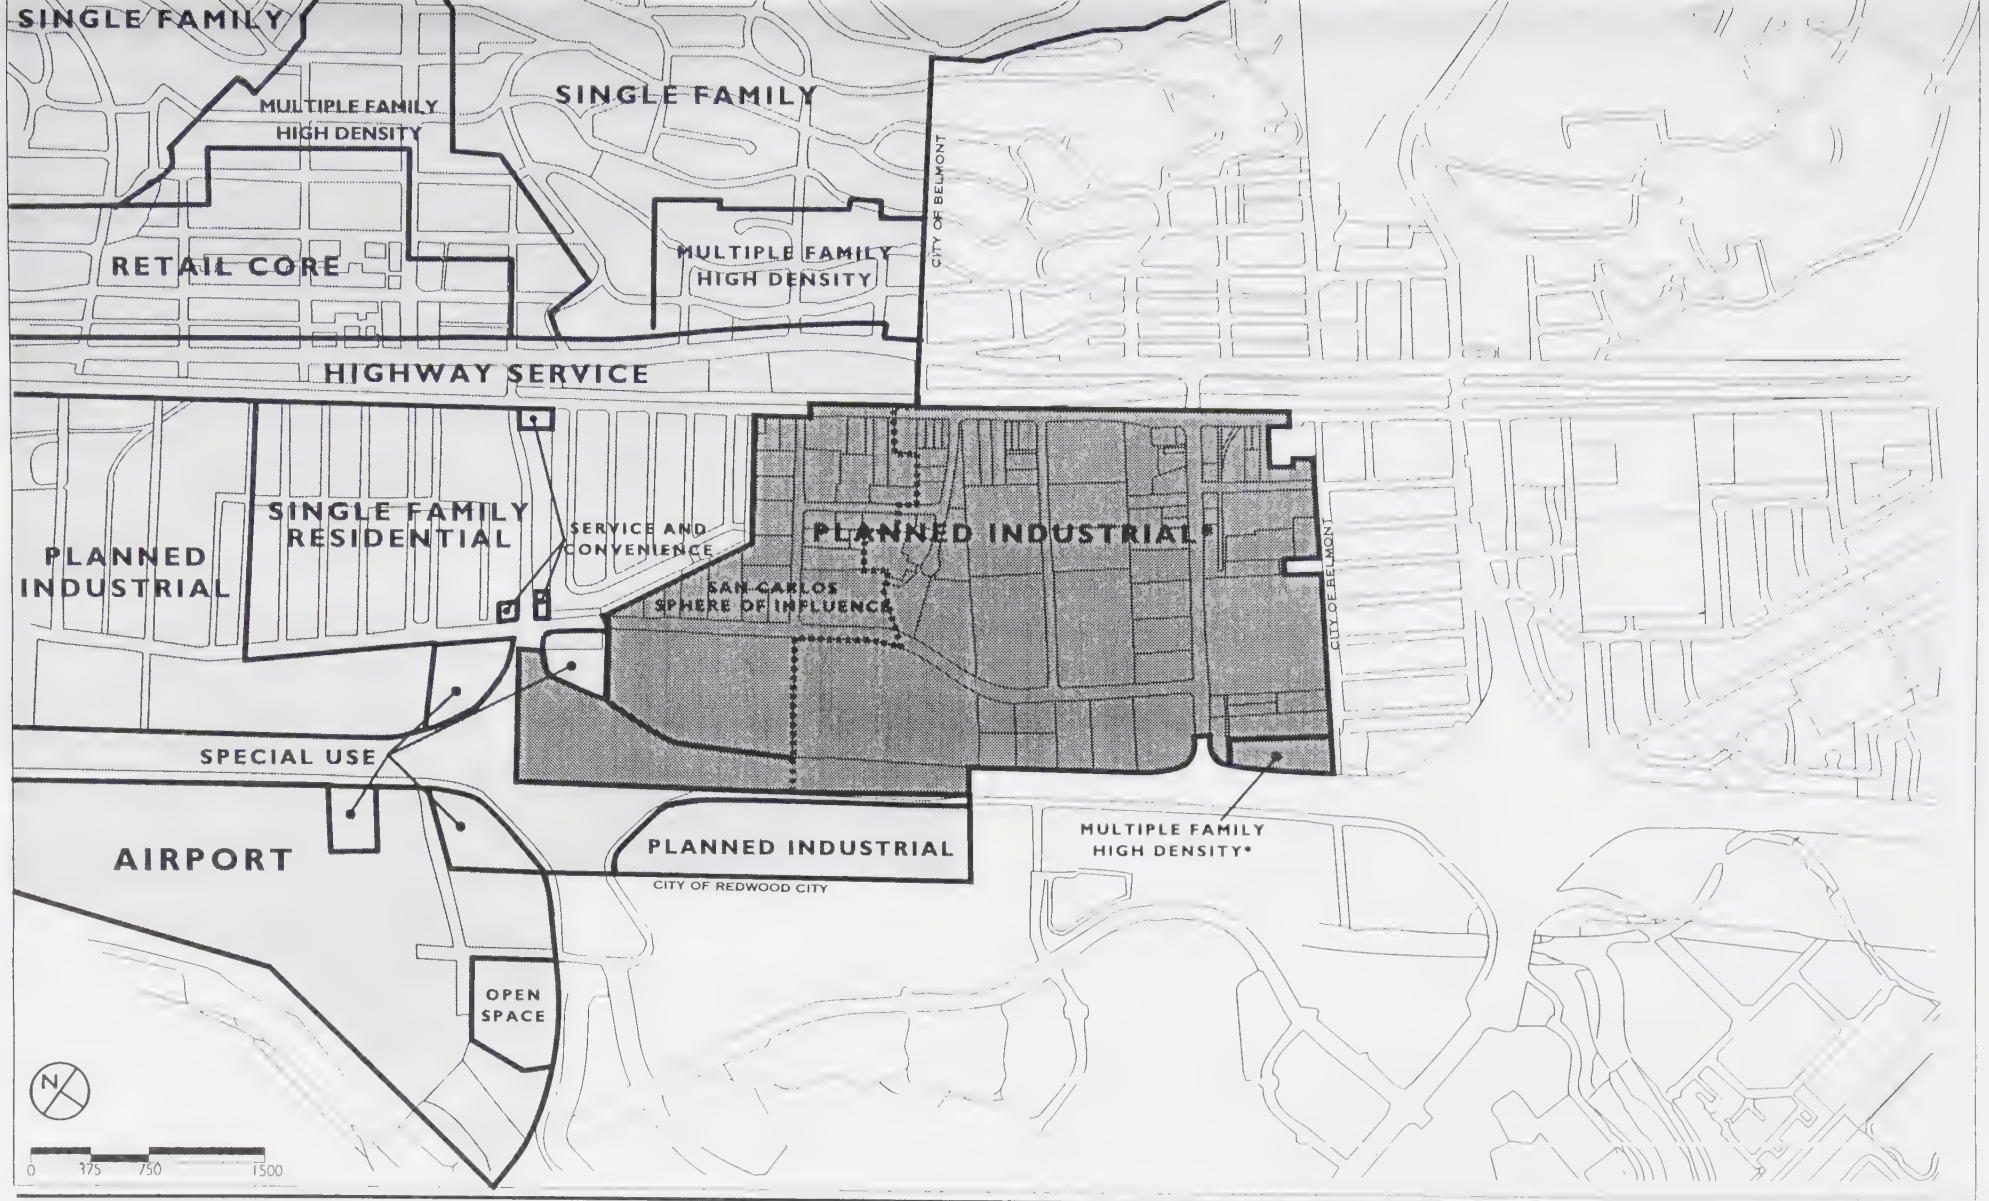 SINGLE FAMILY
MULTIPLE FAMILY
HIGH DENSITY
SINGLE FAMILY
CITY OF BELMONT
RETAIL CORE
MULTIPLE FAMILY
HIGH DENSITY
HIGHWAY SERVICE
PLANNED
INDUSTRIAL
SINGLE FAMILY
RESIDENTIAL
SERVICE AND
CONVENIENCE
PLANNED INDUSTRIAL*
SAN CARLOS
SPHERE OF INFLUENCE
CITY OF BELMONT
SPECIAL USE
AIRPORT
PLANNED INDUSTRIAL
CITY OF REDWOOD CITY
MULTIPLE FAMILY
HIGH DENSITY*
OPEN
SPACE
N
0 375 750 1500